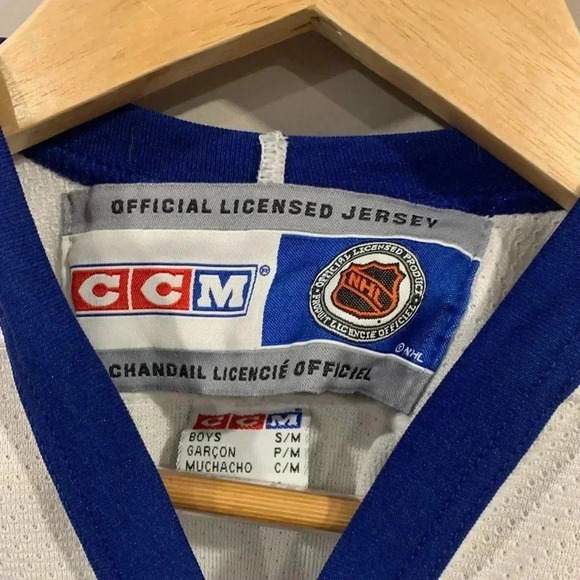 OFFICIAL LICENSED JERSEY
CCM®
OFFICIAL LICENSED PRODUCT
NHL
PRODUIT LICENCIÉ OFFICIEL
©NHL
CHANDAIL LICENCIÉ OFFICIEL
CCM
BOYS S/M
GARÇON P/M
MUCHACHO C/M